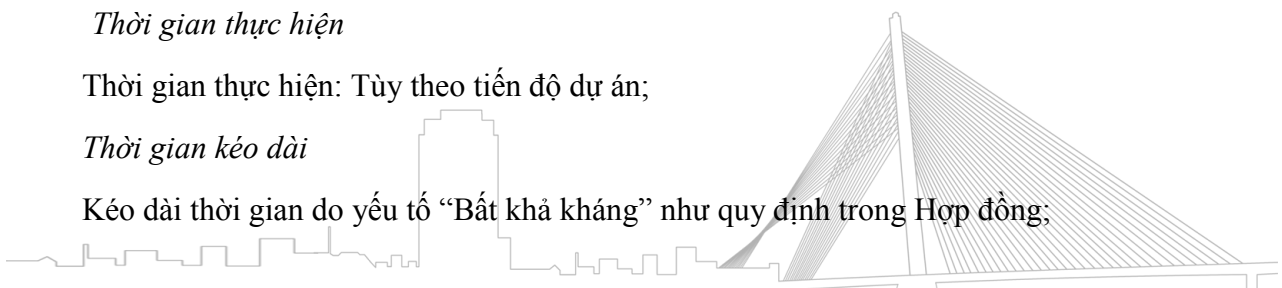 Thời gian thực hiện
Thời gian thực hiện: Tùy theo tiến độ dự án;
Thời gian kéo dài
Kéo dài thời gian do yếu tố “Bất khả kháng” như quy định trong Hợp đồng;